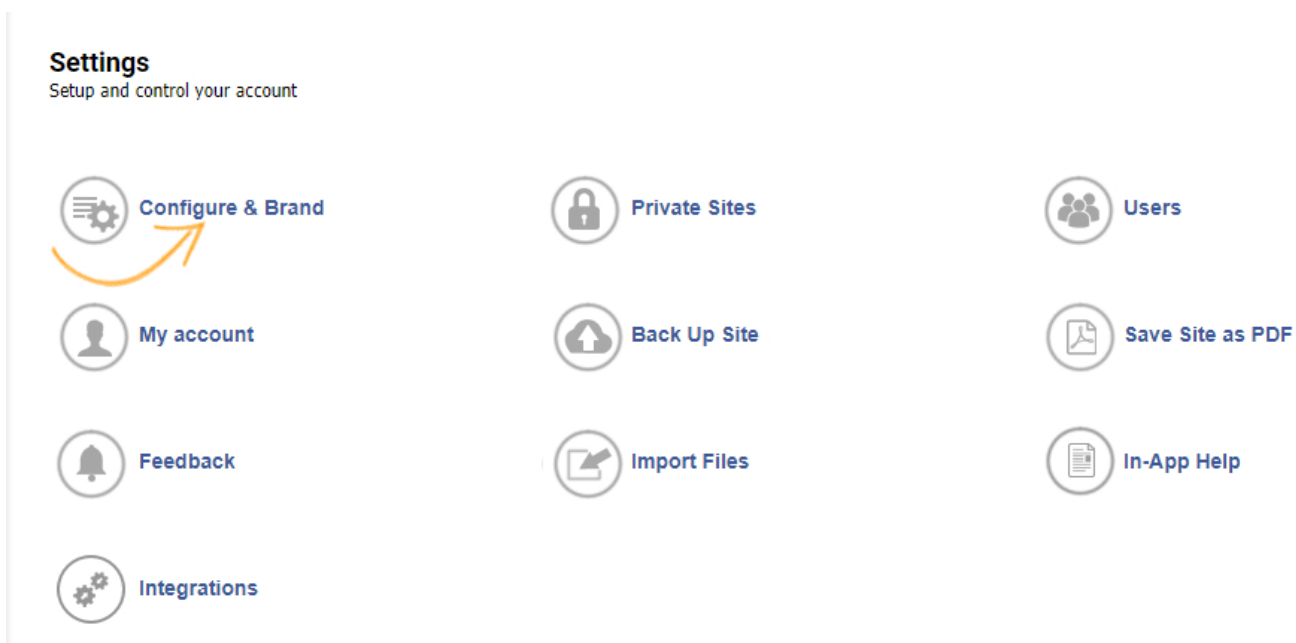 Settings
Setup and control your account
Configure & Brand
Private Sites
Users
My account
Back Up Site
Save Site as PDF
Feedback
Import Files
In-App Help
Integrations